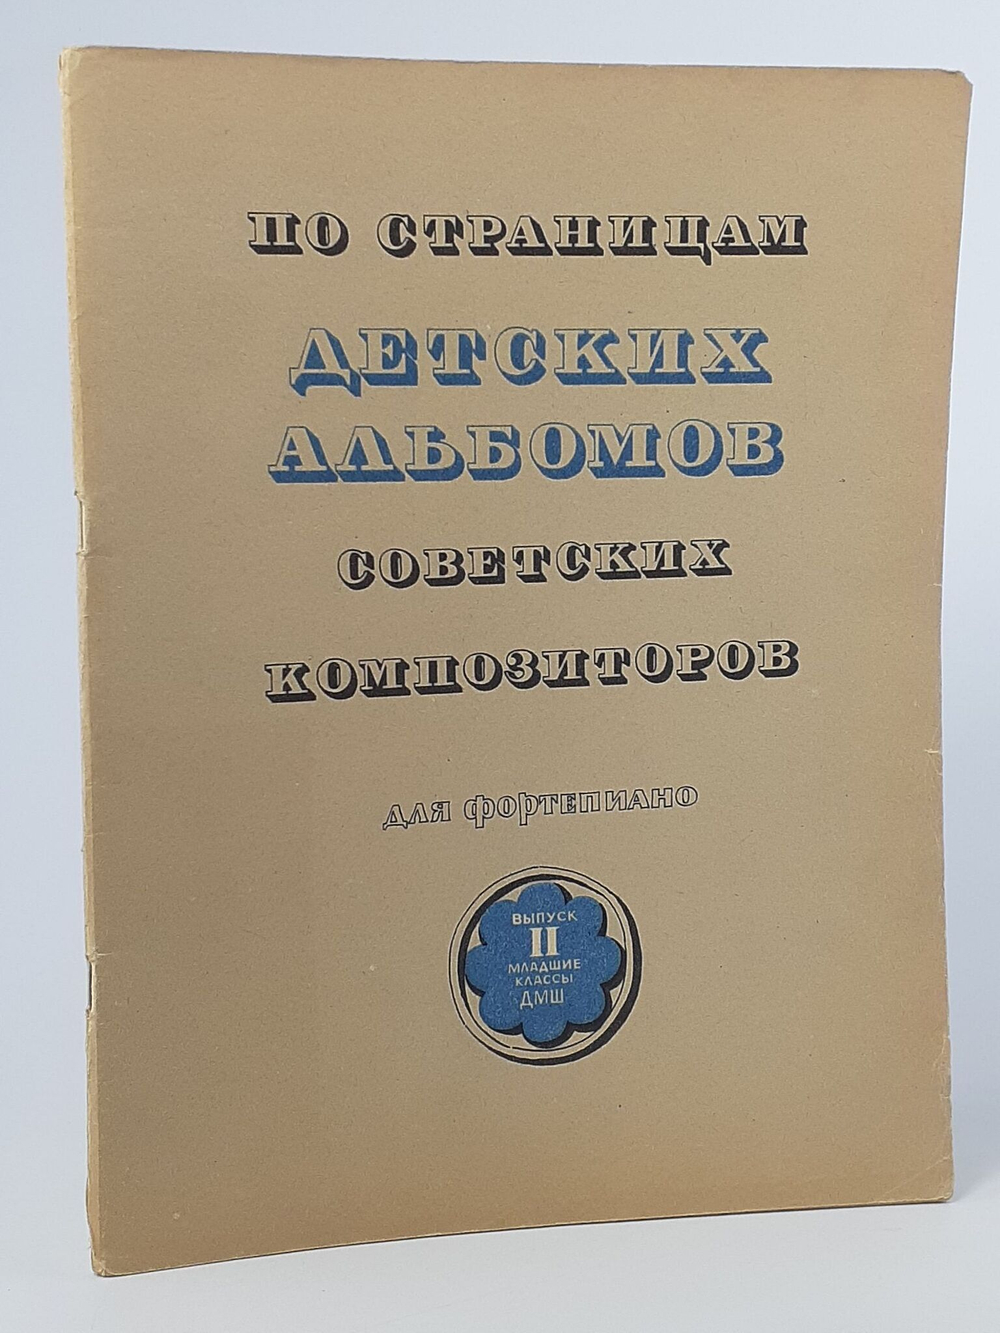 ПО СТРАНИЦАМ
ДЕТСКИХ
АЛЬБОМОВ
СОВЕТСКИХ
КОМПОЗИТОРОВ
ДЛЯ ФОРТЕПИАНО
ВЫПУСК
II
МЛАДШИЕ
КЛАССЫ
ДМШ